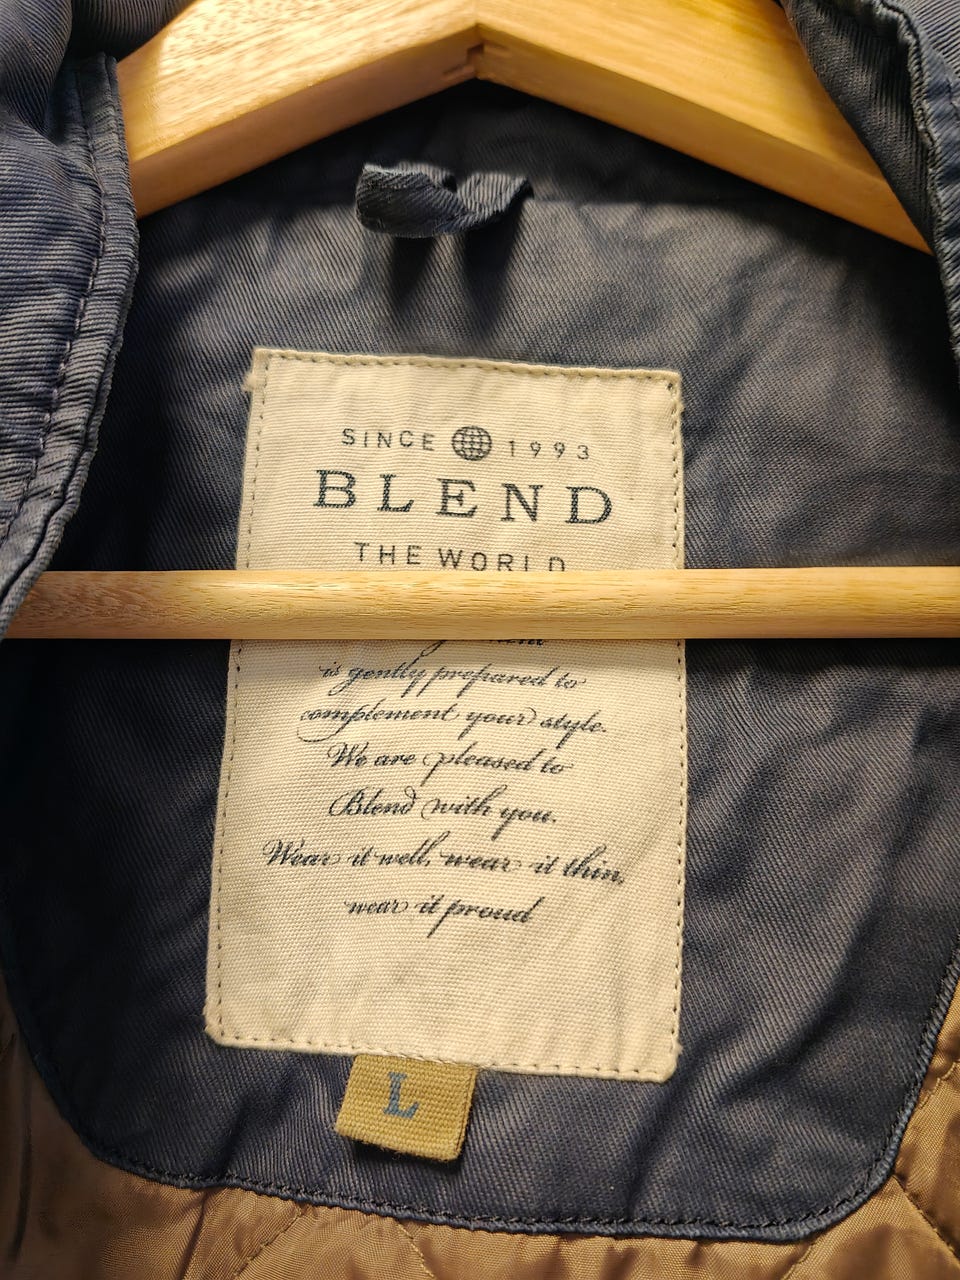 SINCE 1993
BLEND
THE WORLD
is gently prepared to
complement your style.
We are pleased to
Blend with you.
Wear it well, wear it thin,
wear it proud
L